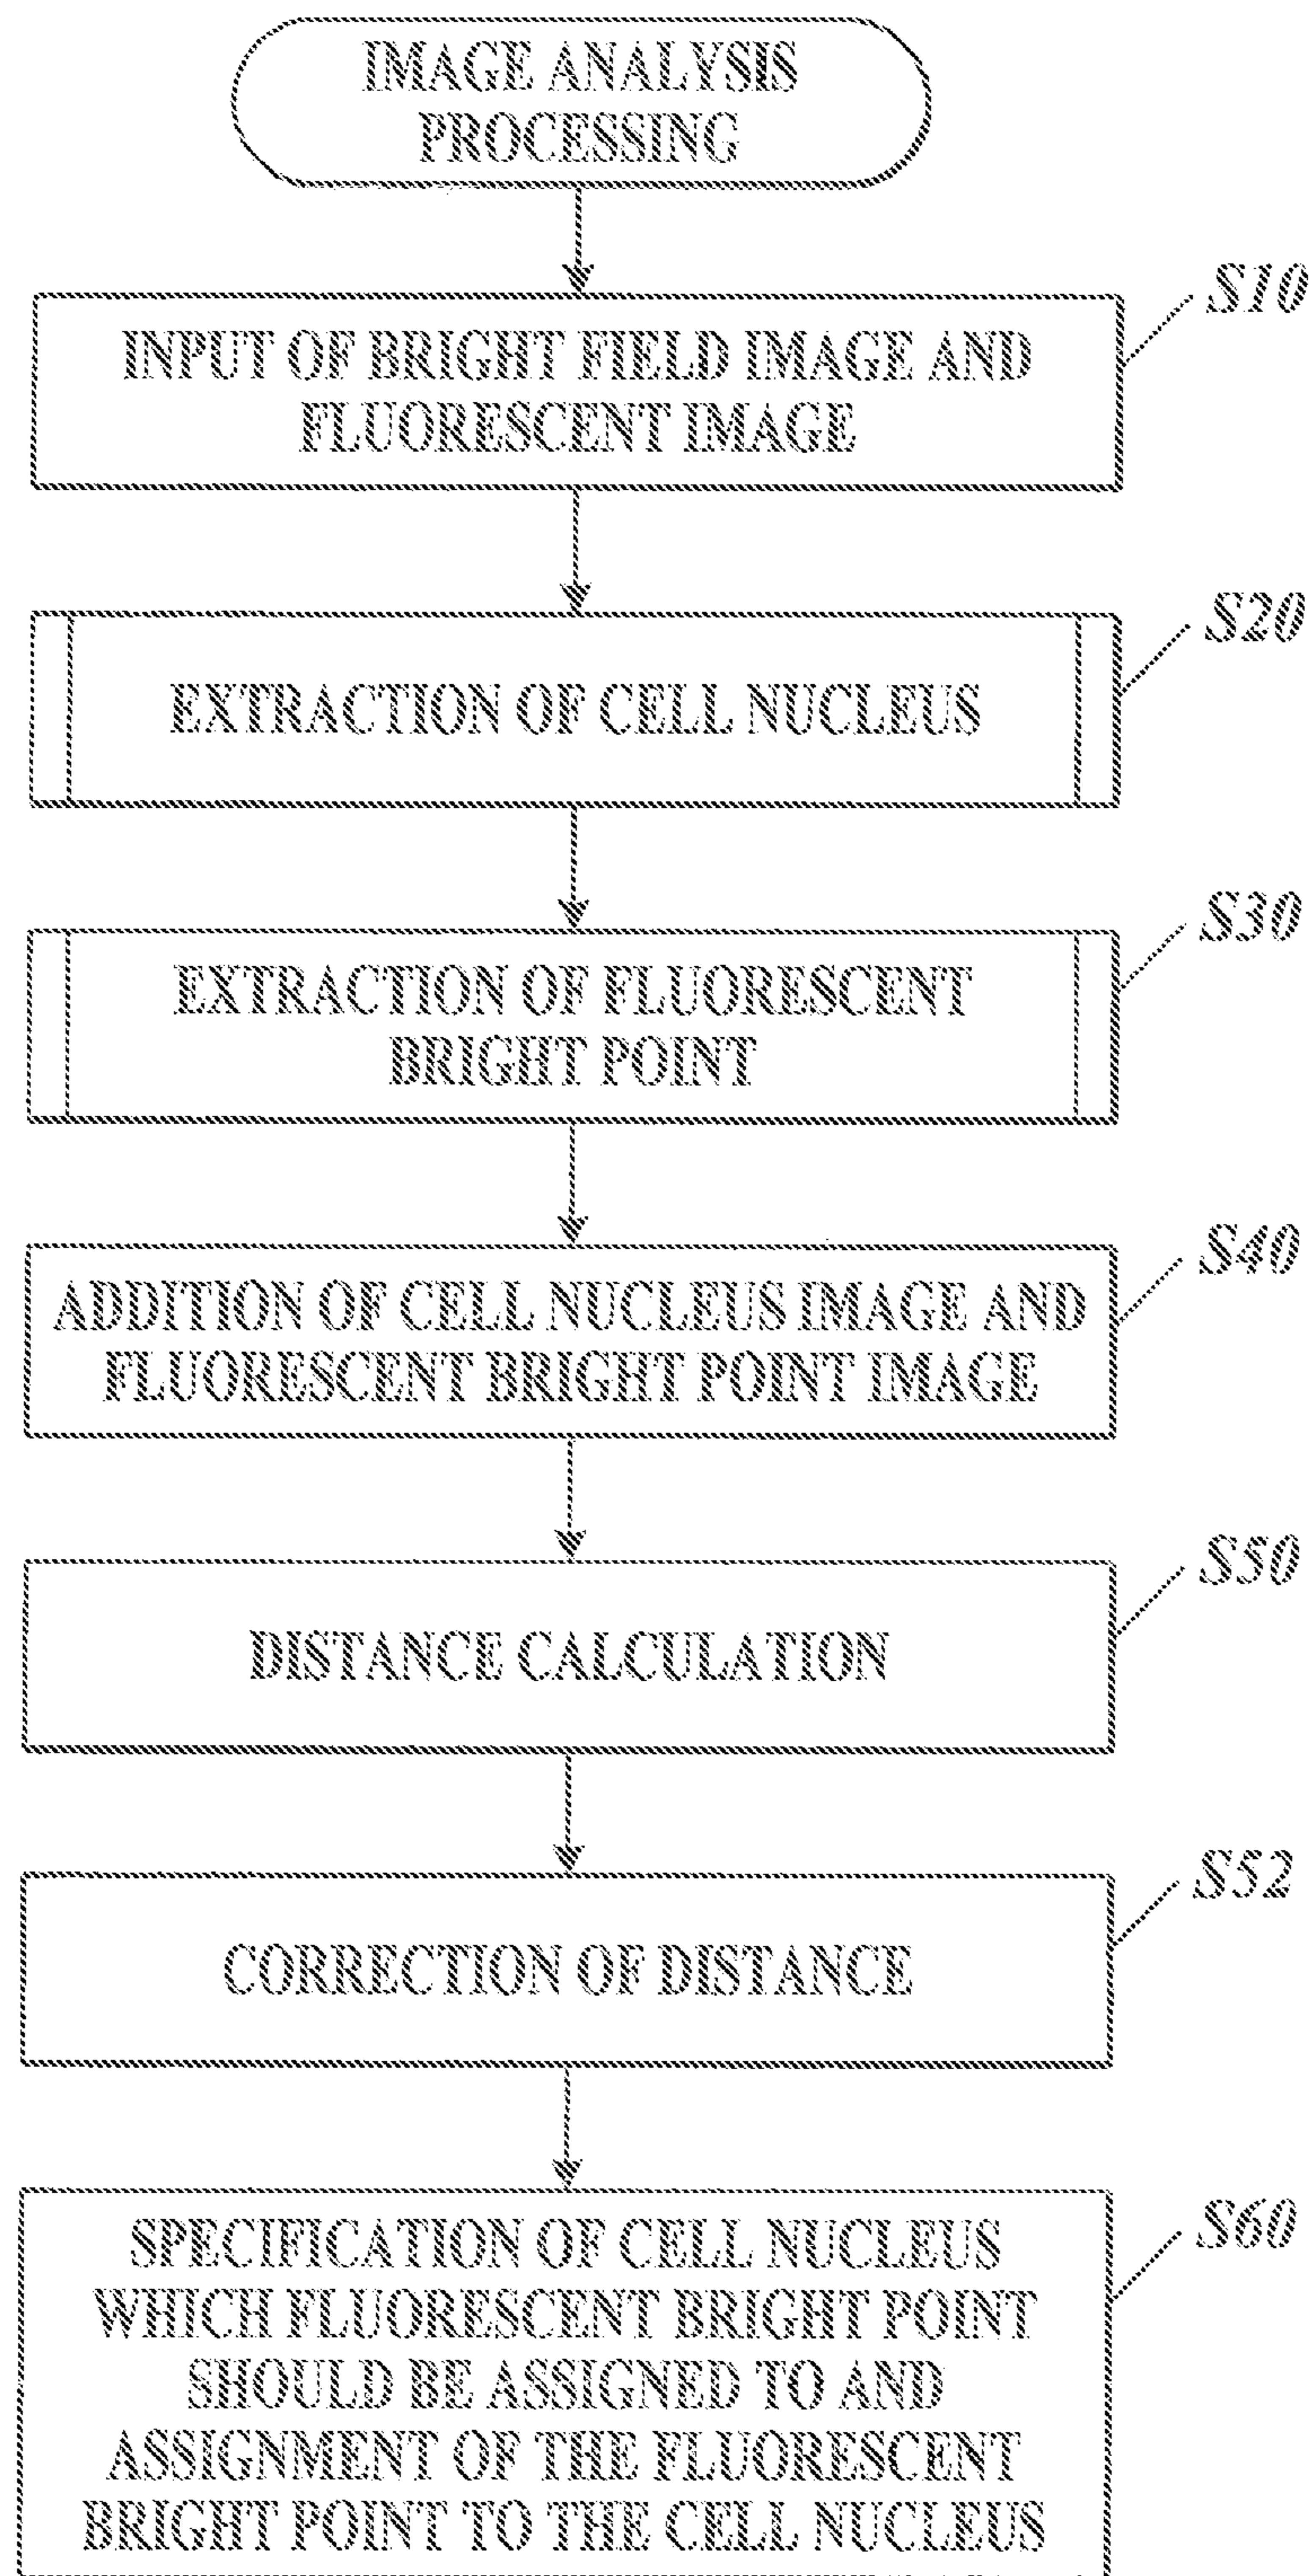 IMAGE ANALYSIS
PROCESSING
S10
INPUT OF BRIGHT FIELD IMAGE AND
FLUORESCENT IMAGE
S20
EXTRACTION OF CELL NUCLEUS
S30
EXTRACTION OF FLUORESCENT
BRIGHT POINT
S40
ADDITION OF CELL NUCLEUS IMAGE AND
FLUORESCENT BRIGHT POINT IMAGE
S50
DISTANCE CALCULATION
S52
CORRECTION OF DISTANCE
S60
SPECIFICATION OF CELL NUCLEUS
WHICH FLUORESCENT BRIGHT POINT
SHOULD BE ASSIGNED TO AND
ASSIGNMENT OF THE FLUORESCENT
BRIGHT POINT TO THE CELL NUCLEUS